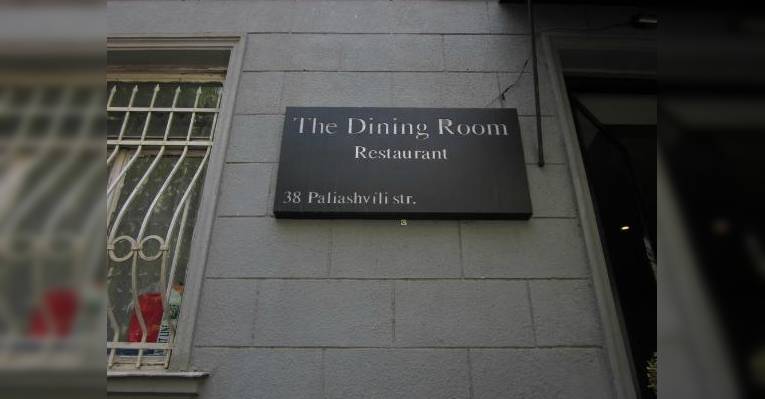 The Dining Room
Restaurant
38 Paliashvili str.